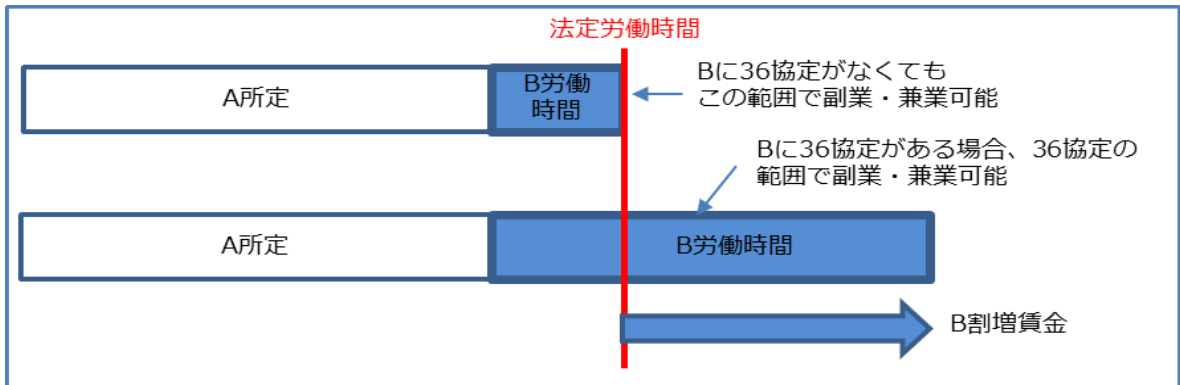 法定労働時間
A所定
B労働
時間
Bに36協定がなくても
この範囲で副業・兼業可能
Bに36協定がある場合、36協定の
範囲で副業・兼業可能
A所定
B労働時間
B割増賃金